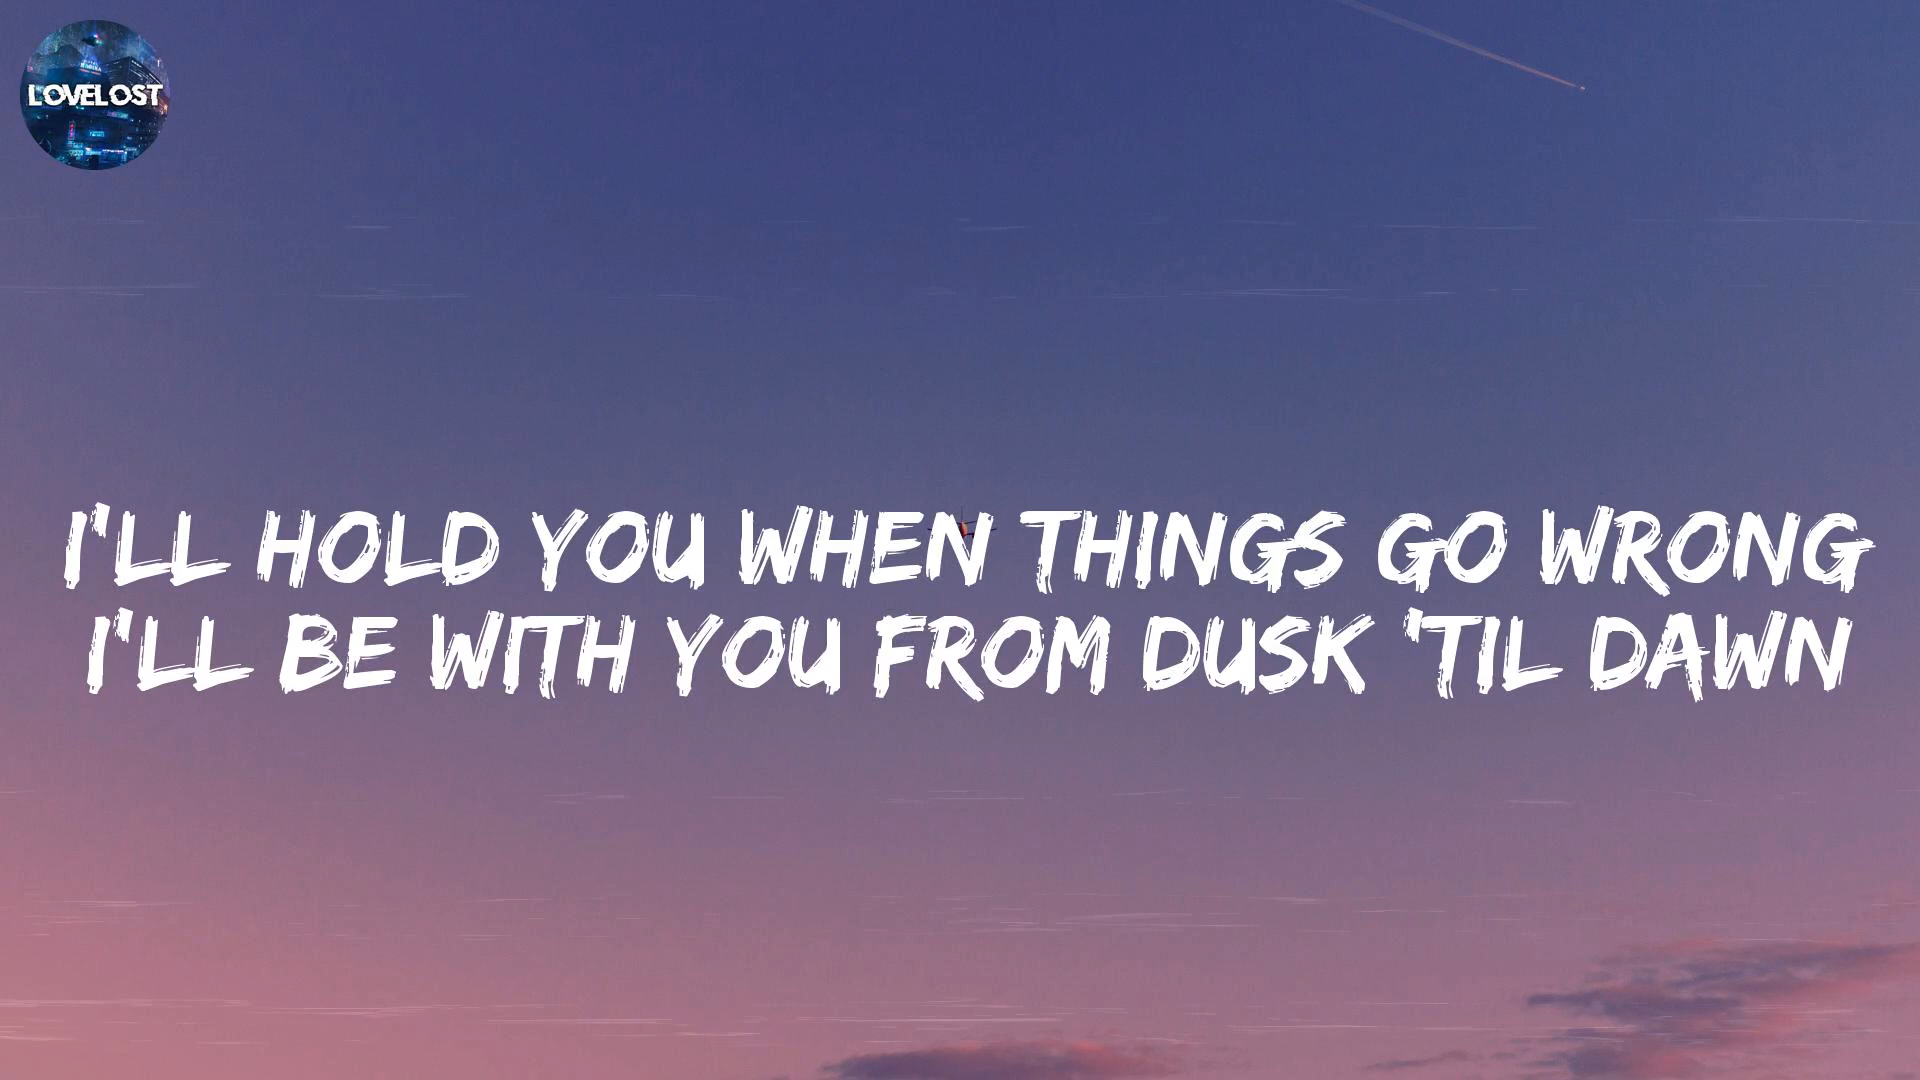 LOVELOST
I'LL HOLD YOU WHEN THINGS GO WRONG
I'LL BE WITH YOU FROM DUSK 'TIL DAWN